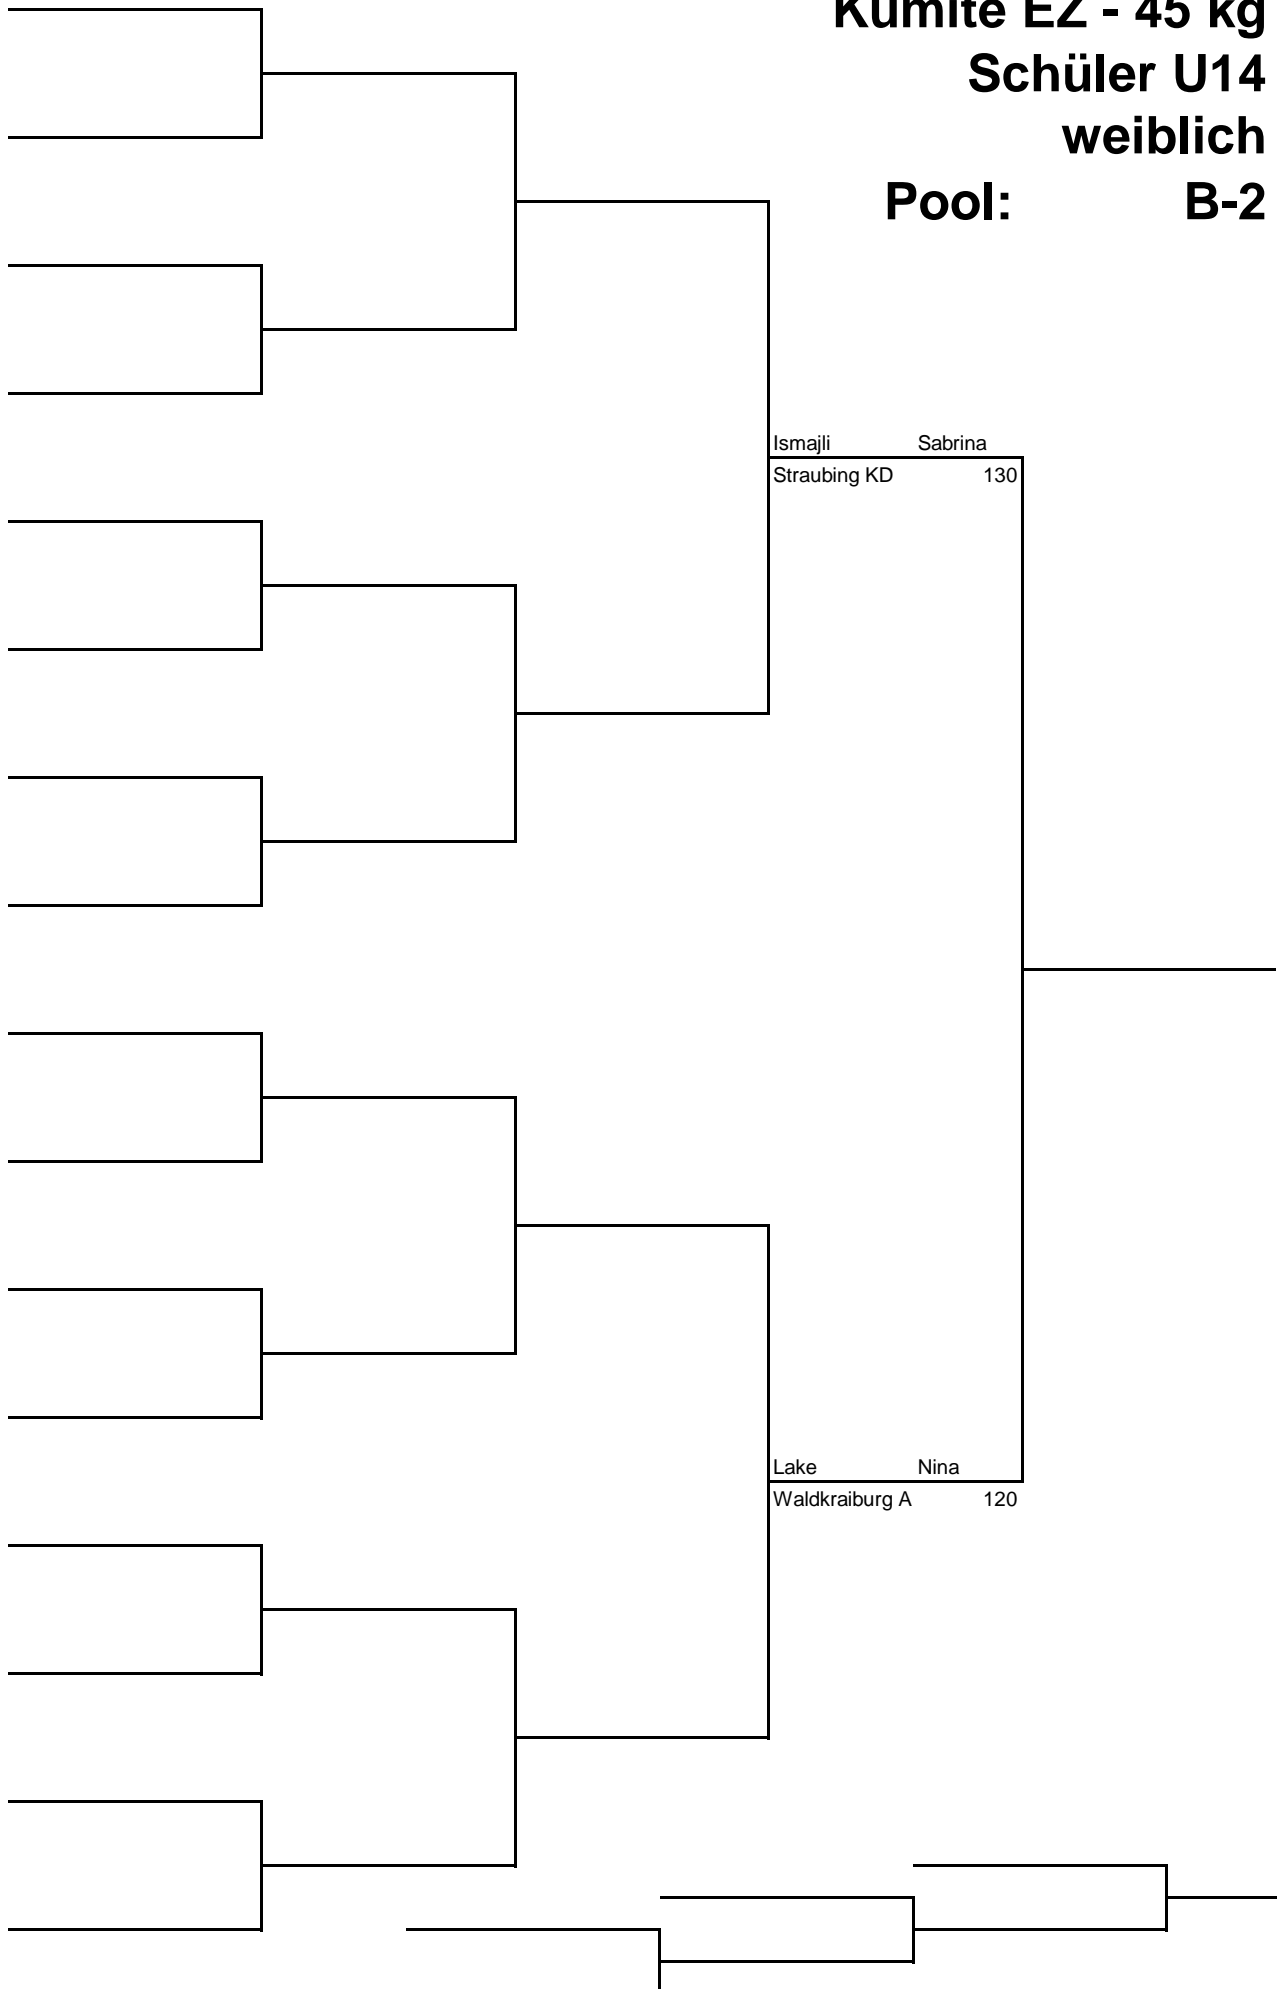 Kumite EZ - 45 kg
Schüler U14
weiblich
Pool: B-2
Ismajli Sabrina
Straubing KD 130
Lake Nina
Waldkraiburg A 120